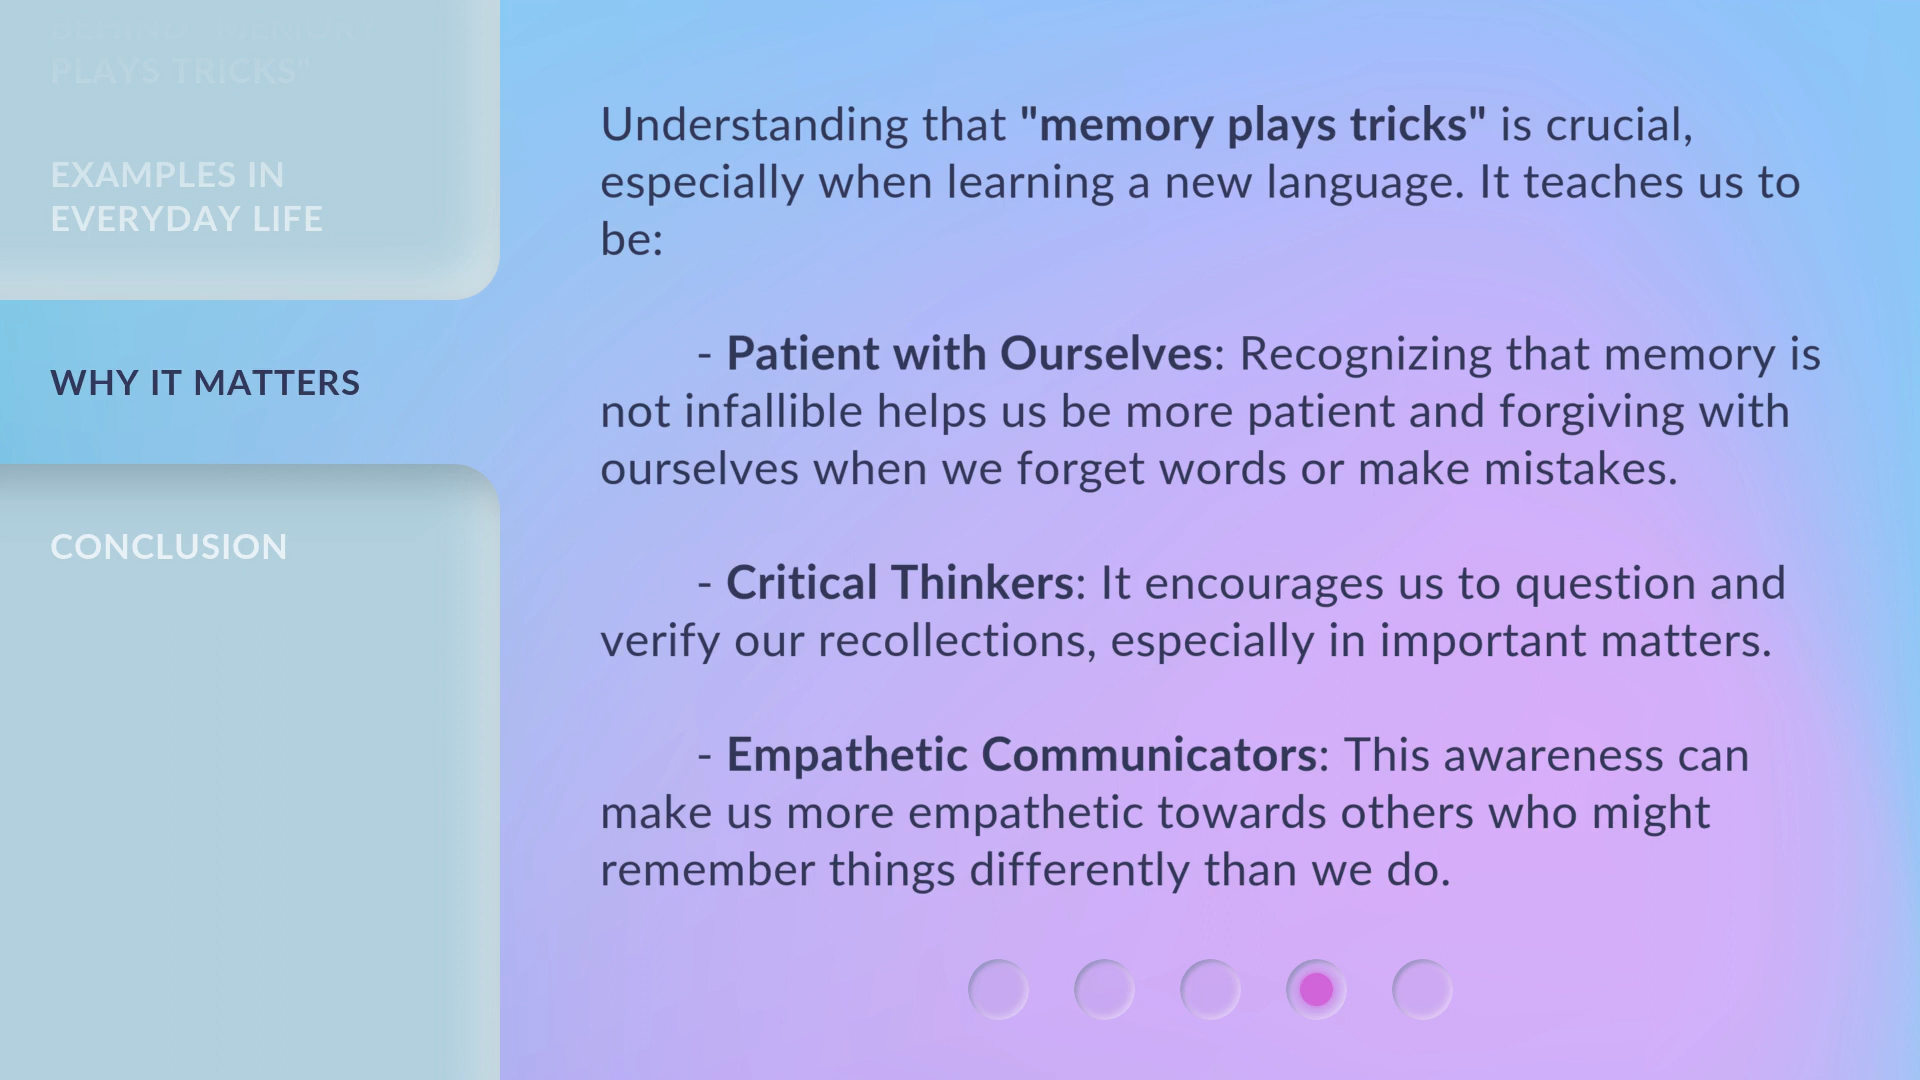 BEHIND "MEMORY
PLAYS TRICKS"
EXAMPLES IN
EVERYDAY LIFE
WHY IT MATTERS
CONCLUSION
Understanding that "memory plays tricks" is crucial,
especially when learning a new language. It teaches us to
be:
- Patient with Ourselves: Recognizing that memory is
not infallible helps us be more patient and forgiving with
ourselves when we forget words or make mistakes.
- Critical Thinkers: It encourages us to question and
verify our recollections, especially in important matters.
- Empathetic Communicators: This awareness can
make us more empathetic towards others who might
remember things differently than we do.